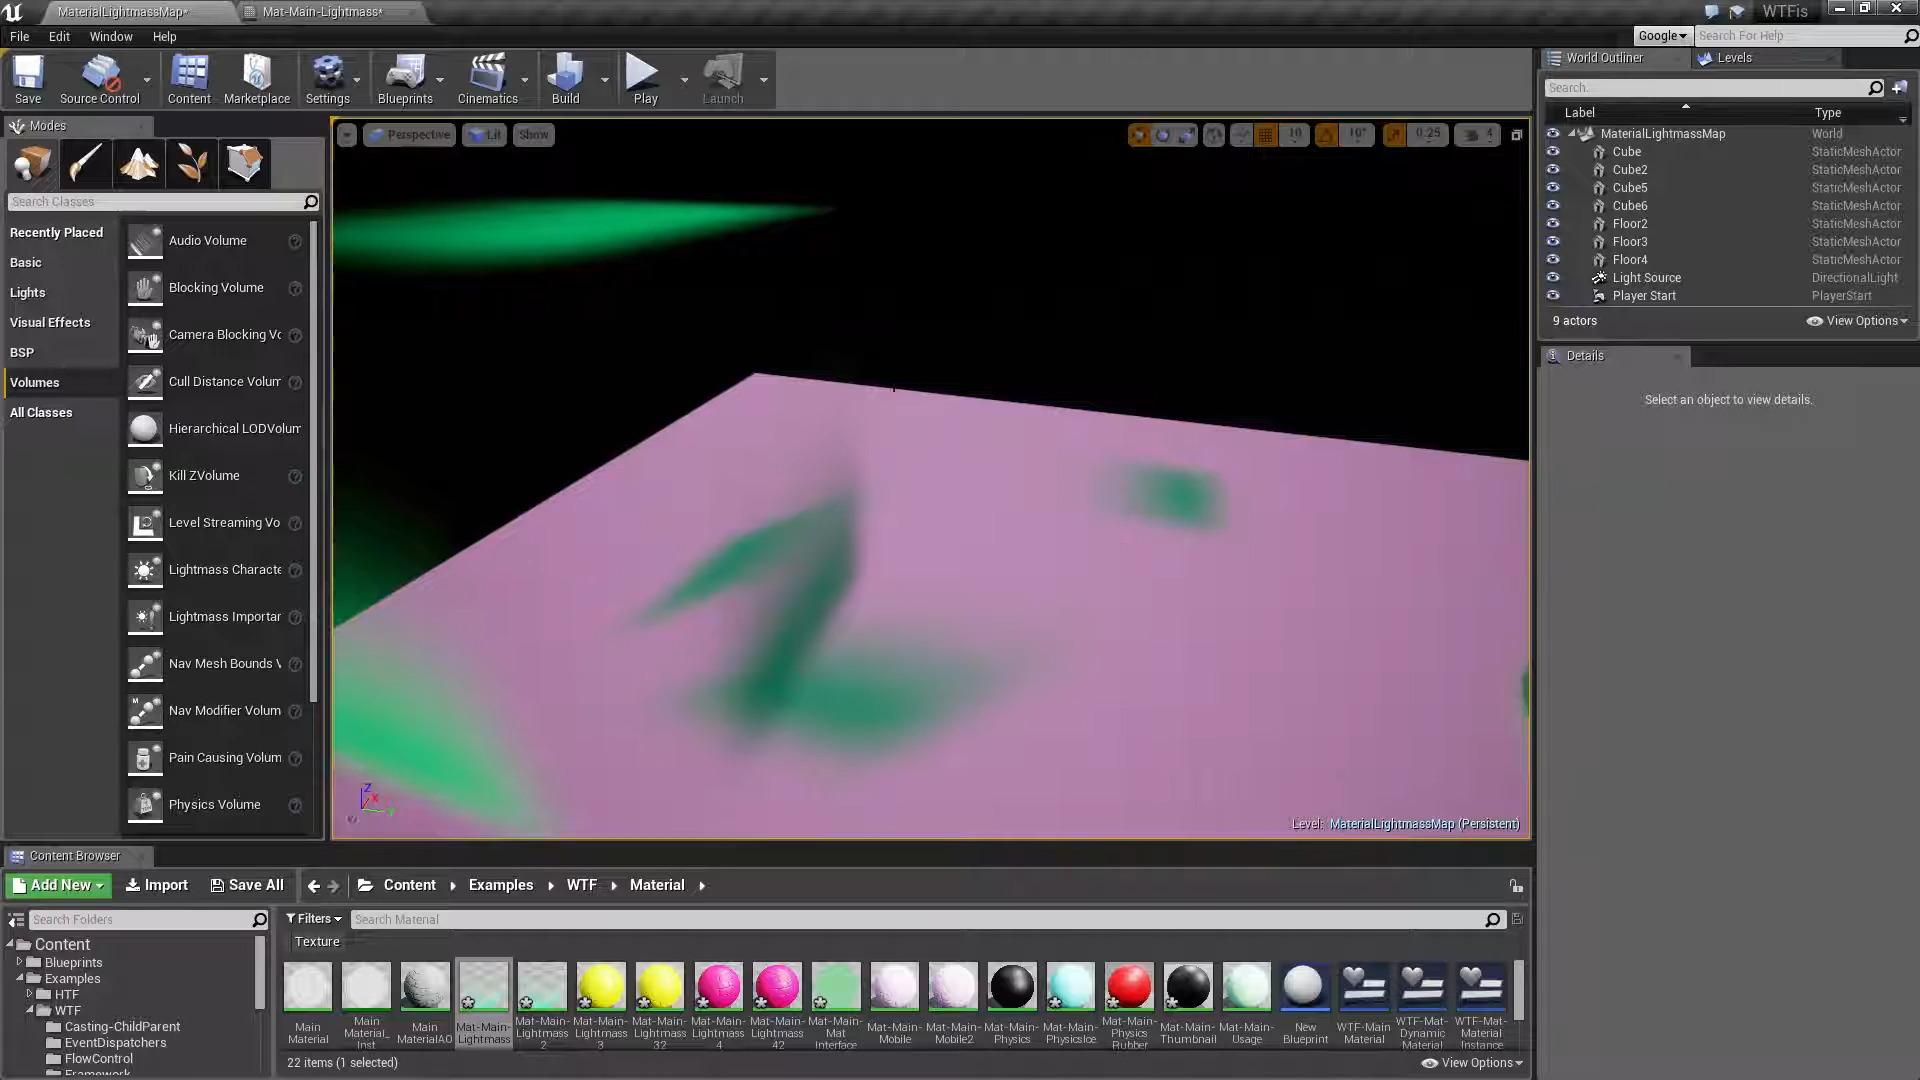 MaterialLightmassMap*
Mat-Main-Lightmass*
WTFis
File
Edit
Window
Help
Google
Search For Help
Save
Source Control
Content
Marketplace
Settings
Blueprints
Cinematics
Build
Play
Launch
Modes
Search Classes
Recently Placed
Basic
Lights
Visual Effects
BSP
Volumes
All Classes
Audio Volume
Blocking Volume
Camera Blocking Vc
Cull Distance Volum
Hierarchical LODVolum
Kill ZVolume
Level Streaming Vo
Lightmass Characte
Lightmass Importar
Nav Mesh Bounds V
Nav Modifier Volum
Pain Causing Volum
Physics Volume
Perspective
Lit
Show
10
10°
0.25
4
Z
X
Level: MaterialLightmassMap (Persistent)
World Outliner
Levels
Search.
Label
Type
MaterialLightmassMap World
Cube StaticMeshActor
Cube2 StaticMeshActor
Cube5 StaticMeshActor
Cube6 StaticMeshActor
Floor2 StaticMeshActor
Floor3 StaticMeshActor
Floor4 StaticMeshActor
Light Source DirectionalLight
Player Start PlayerStart
9 actors
View Options
Details
Select an object to view details.
Content Browser
Add New
Import
Save All
Content
Examples
WTF
Material
Search Folders
Filters
Search Material
Texture
Content
Blueprints
Examples
HTF
WTF
Casting-ChildParent
EventDispatchers
FlowControl
Framework
Main
Material
Main
Material_
Inst
Main
MaterialAO
Mat-Main-
Lightmass
Mat-Main-
Lightmass
2
Mat-Main-
Lightmass
3
Mat-Main-
Lightmass
32
Mat-Main-
Lightmass
4
Mat-Main-
Lightmass
42
Mat-Main-
Mat
Interface
Mat-Main-
Mobile
Mat-Main-
Mobile2
Mat-Main-
Physics
Mat-Main-
PhysicsIce
Mat-Main-
Physics
Rubber
Mat-Main-
Thumbnail
Mat-Main-
Usage
New
Blueprint
WTF-Main
Material
WTF-Mat-
Dynamic
Material
WTF-Mat-
Material
Instance
22 items (1 selected)
View Options